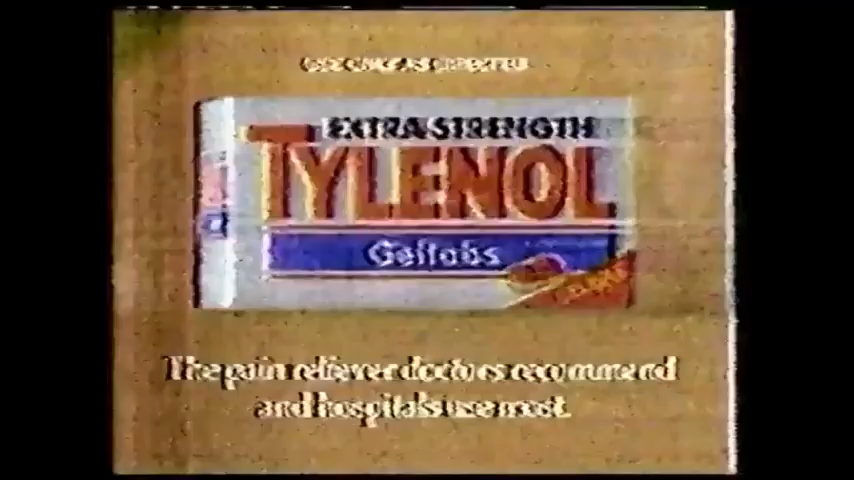 USE ONLY AS DIRECTED
EXTRA-STRENGTH
TYLENOL
Geltabs
The pain reliever doctors recommend
and hospitals use most.